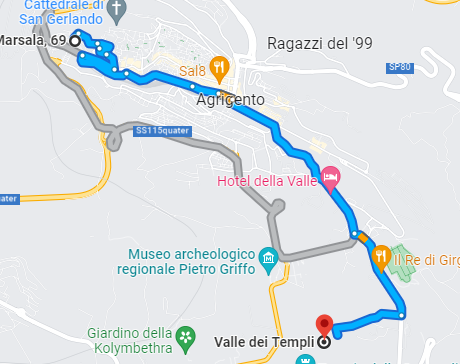 Cattedrale di
San Gerlando
Marsala, 69
Ragazzi del '99
SP80
Sal8
Agrigento
SS115quater
uater
Hotel della Valle
Museo archeologico
regionale Pietro Griffo
Il Re di Girg
Giardino della
Kolymbethra
Valle dei Templi